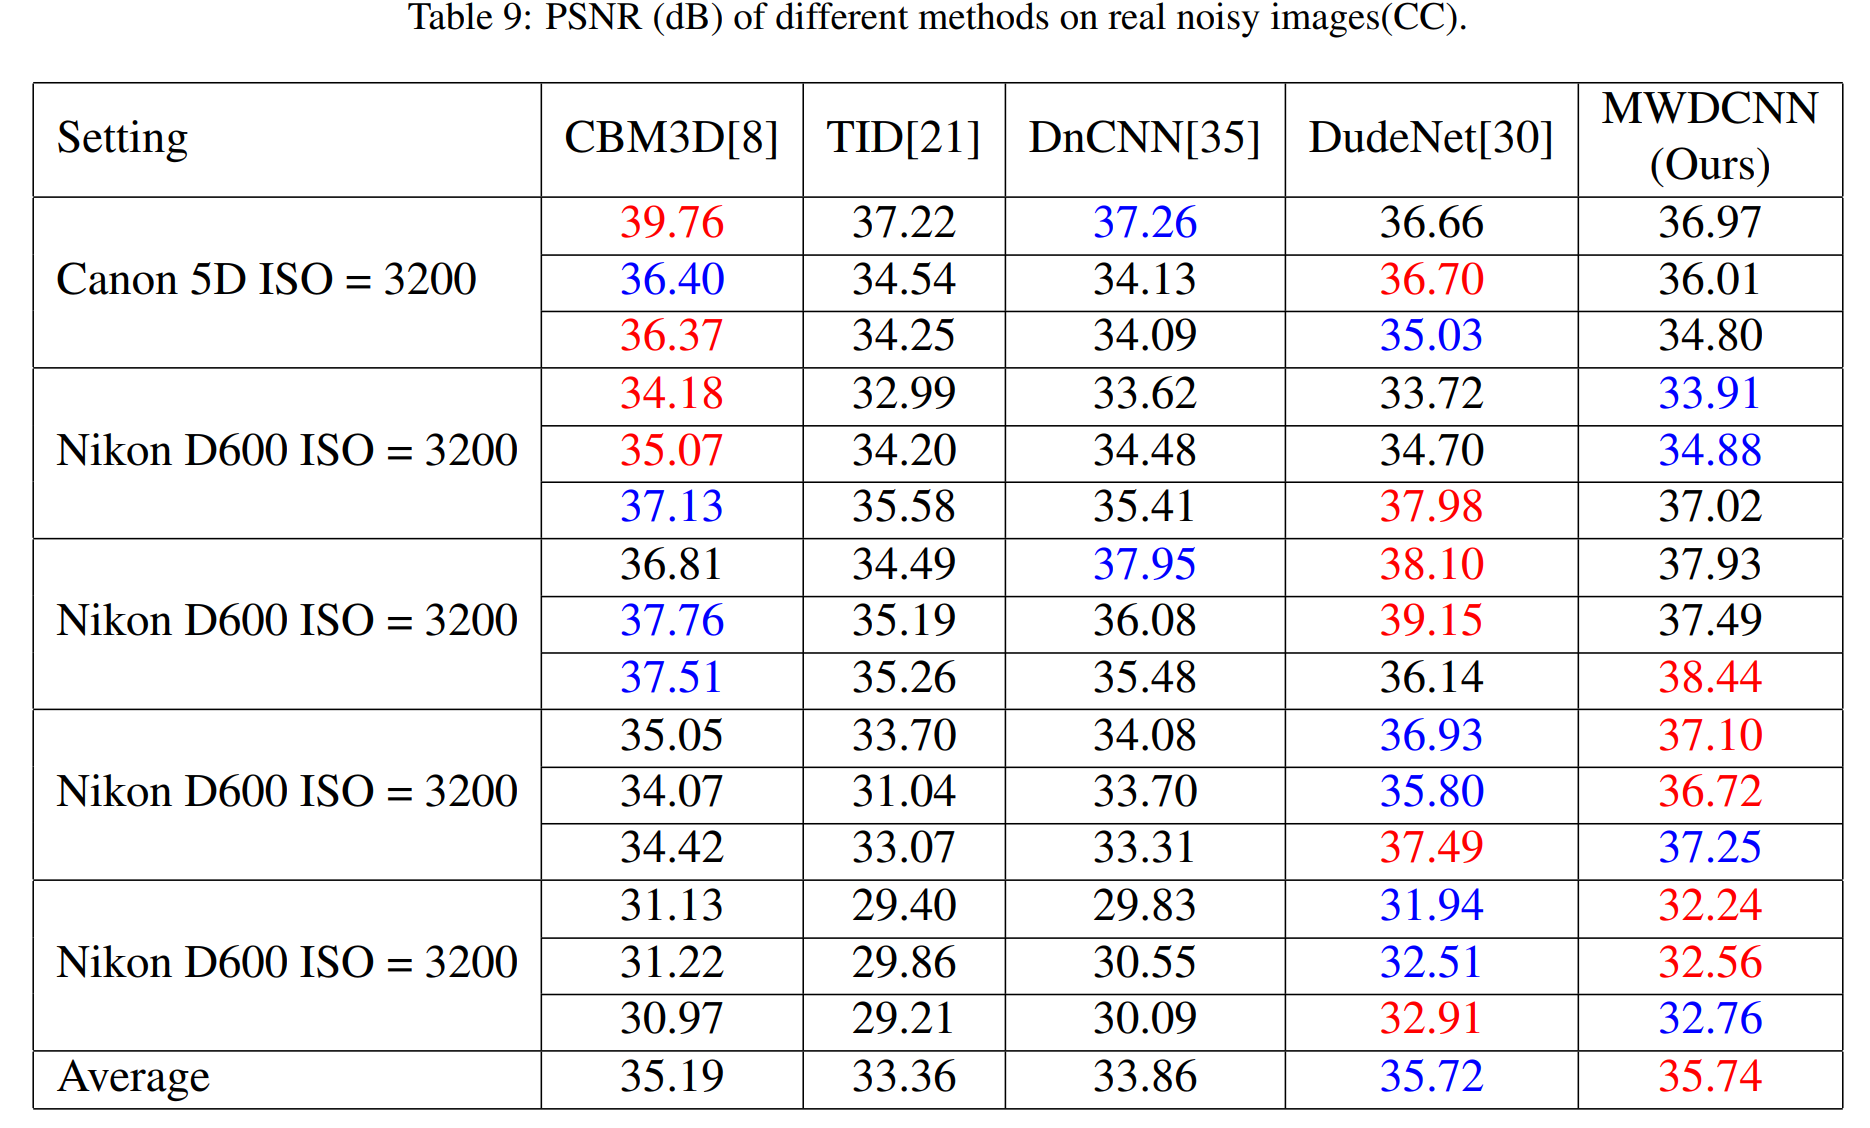 Table 9: PSNR (dB) of different methods on real noisy images(CC).
Setting CBM3D[8] TID[21] DnCNN[35] DudeNet[30] MWDCNN (Ours)
Canon 5D ISO = 3200 39.76 37.22 37.26 36.66 36.97
36.40 34.54 34.13 36.70 36.01
36.37 34.25 34.09 35.03 34.80
Nikon D600 ISO = 3200 34.18 32.99 33.62 33.72 33.91
35.07 34.20 34.48 34.70 34.88
37.13 35.58 35.41 37.98 37.02
Nikon D600 ISO = 3200 36.81 34.49 37.95 38.10 37.93
37.76 35.19 36.08 39.15 37.49
37.51 35.26 35.48 36.14 38.44
Nikon D600 ISO = 3200 35.05 33.70 34.08 36.93 37.10
34.07 31.04 33.70 35.80 36.72
34.42 33.07 33.31 37.49 37.25
Nikon D600 ISO = 3200 31.13 29.40 29.83 31.94 32.24
31.22 29.86 30.55 32.51 32.56
30.97 29.21 30.09 32.91 32.76
Average 35.19 33.36 33.86 35.72 35.74